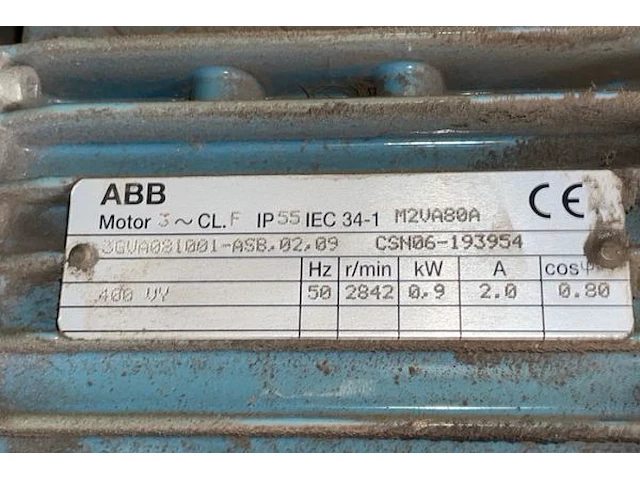 ABB
Motor 3~CL.F IP55 IEC 34-1 M2VA80A CE
3GVA081001-ASB,02,09 CSN06-193954
Hz r/min kW A cosφ
400 VY 50 2842 0,9 2.0 0.80